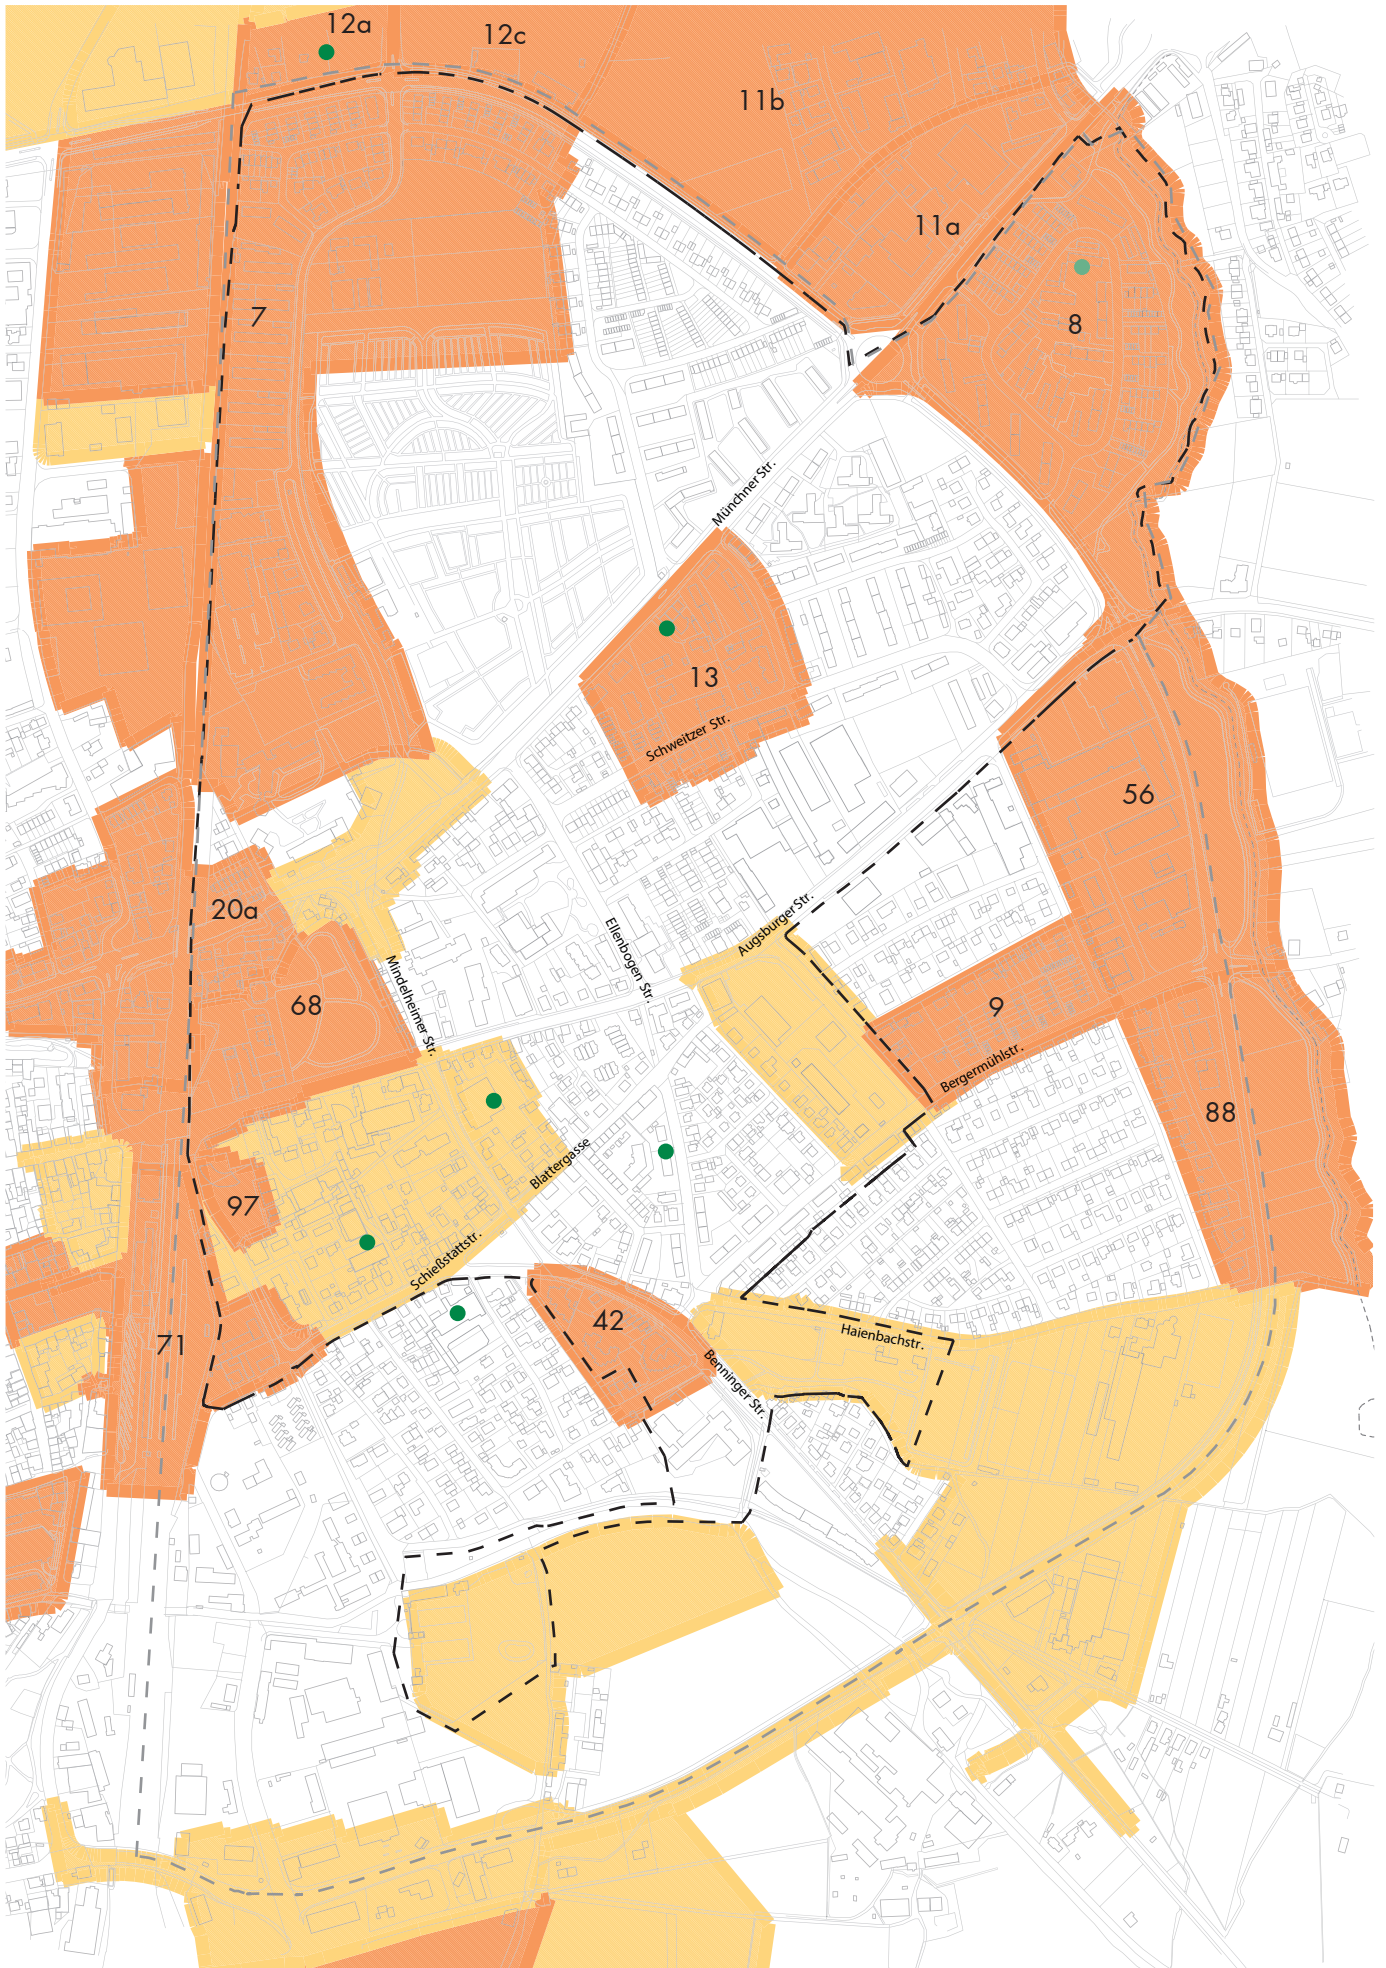 12a
12c
11b
11a
7
8
Münchner Str.
13
Schweitzer Str.
56
20a
Augsburger Str.
Ellenbogen Str.
Mindelheimer Str.
68
9
Bergermühlstr.
88
Blattergasse
97
Schießstattstr.
42
71
Haienbachstr.
Benninger Str.